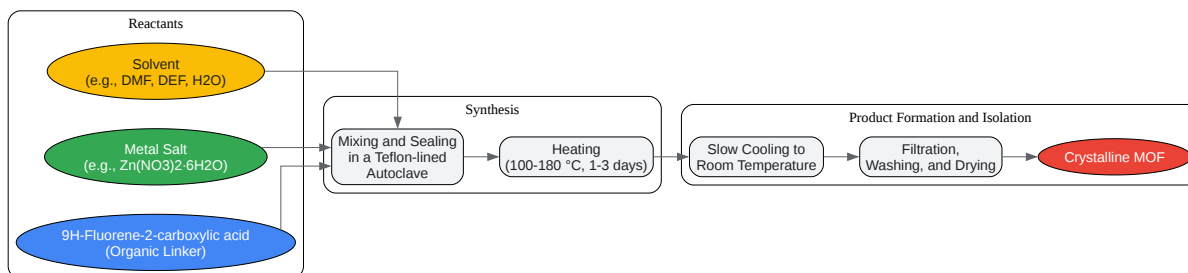 Reactants
Solvent
(e.g., DMF, DEF, H2O)
Metal Salt
(e.g., Zn(NO3)2·6H2O)
9H-Fluorene-2-carboxylic acid
(Organic Linker)
Synthesis
Mixing and Sealing
in a Teflon-lined
Autoclave
Heating
(100-180 °C, 1-3 days)
Product Formation and Isolation
Slow Cooling to
Room Temperature
Filtration,
Washing, and Drying
Crystalline MOF